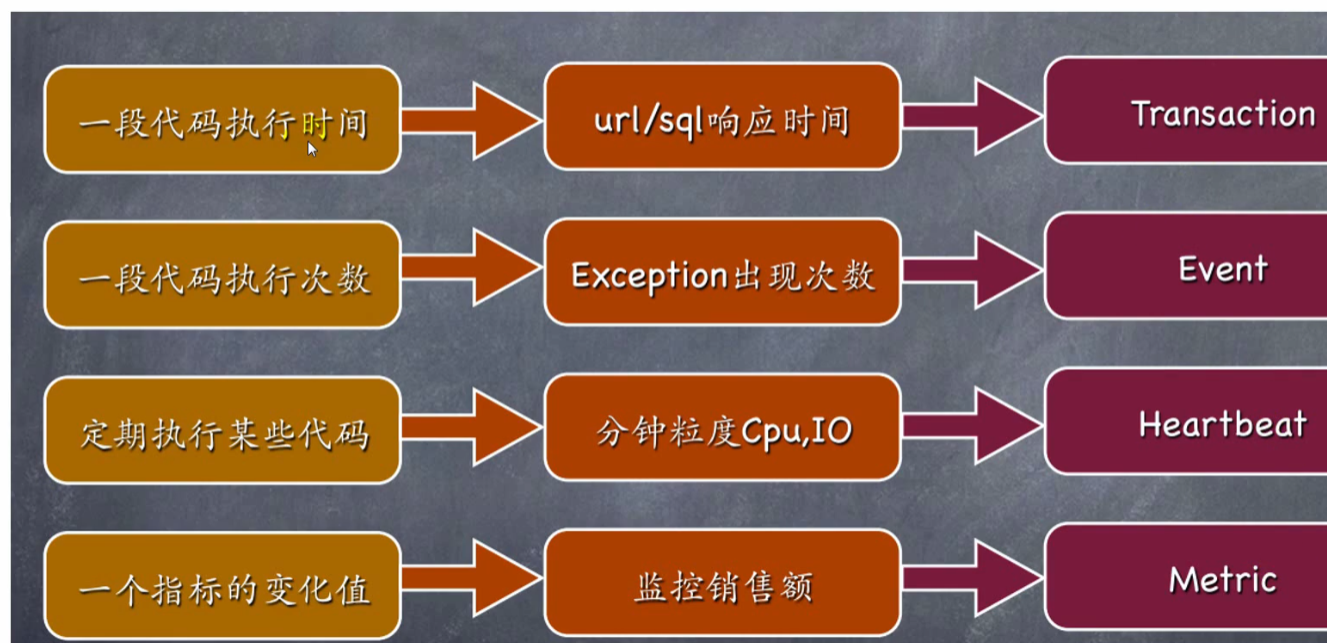 一段代码执行时间
url/sql响应时间
Transaction
一段代码执行次数
Exception出现次数
Event
定期执行某些代码
分钟粒度Cpu,IO
Heartbeat
一个指标的变化值
监控销售额
Metric